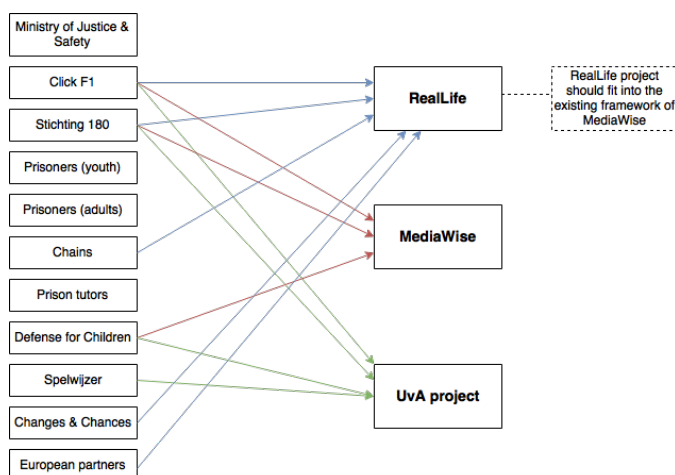 Ministry of Justice &
Safety
Click F1
Stichting 180
Prisoners (youth)
Prisoners (adults)
Chains
Prison tutors
Defense for Children
Spelwijzer
Changes & Chances
European partners
RealLife
MediaWise
UvA project
RealLife project
should fit into the
existing framework of
MediaWise